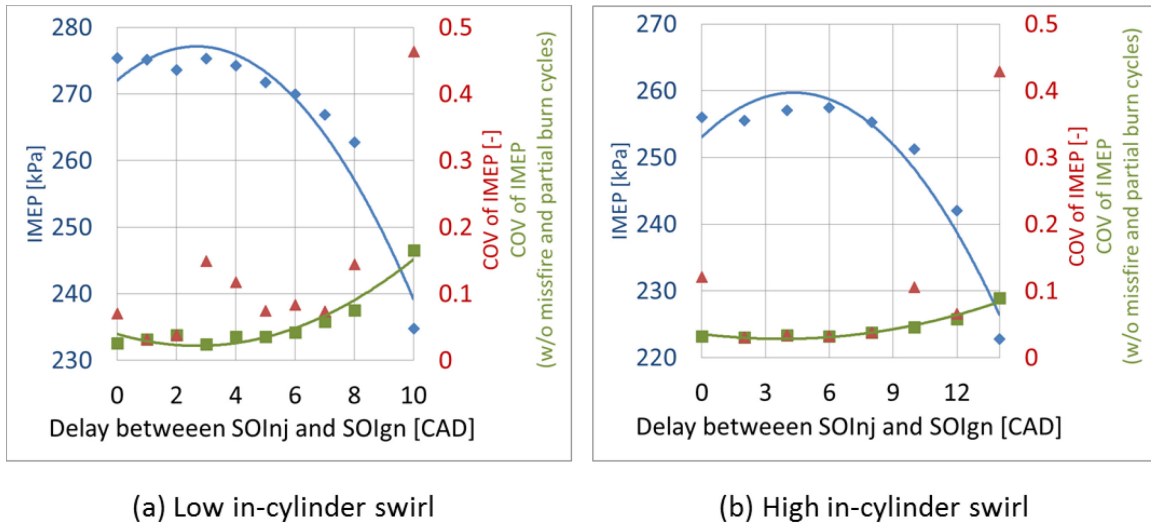 280
270
260
250
240
230
IMEP [kPa]
0.5
0.4
0.3
0.2
0.1
0
COV of IMEP [-]
COV of IMEP
(w/o missfire and partial burn cycles)
0 2 4 6 8 10
Delay betweeen SOInj and SOIgn [CAD]
(a) Low in-cylinder swirl
270
260
250
240
230
220
IMEP [kPa]
0.5
0.4
0.3
0.2
0.1
0
COV of IMEP [-]
COV of IMEP
(w/o missfire and partial burn cycles)
0 3 6 9 12
Delay betweeen SOInj and SOIgn [CAD]
(b) High in-cylinder swirl